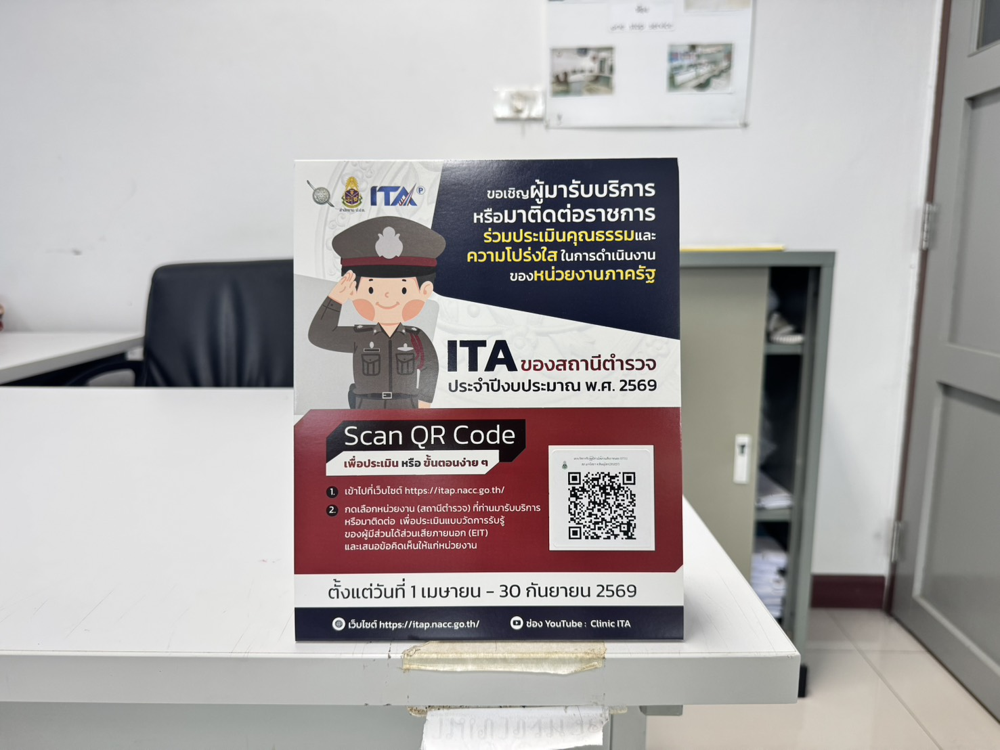 สำนักงาน ป.ป.ช.
ITA P
ขอเชิญผู้มารับบริการ
หรือมาติดต่อราชการ
ร่วมประเมินคุณธรรมและ
ความโปร่งใส ในการดำเนินงาน
ของหน่วยงานภาครัฐ
ITA ของสถานีตำรวจ
ประจำปีงบประมาณ พ.ศ. 2569
Scan QR Code
เพื่อประเมิน หรือ ขั้นตอนง่าย ๆ
1. เข้าไปที่เว็บไซต์ https://itap.nacc.go.th/
2. กดเลือกหน่วยงาน (สถานีตำรวจ) ที่ท่านมารับบริการ
หรือมาติดต่อ เพื่อประเมินแบบวัดการรับรู้
ของผู้มีส่วนได้ส่วนเสียภายนอก (EIT)
และเสนอข้อคิดเห็นให้แก่หน่วยงาน
ตั้งแต่วันที่ 1 เมษายน - 30 กันยายน 2569
เว็บไซต์ https://itap.nacc.go.th/
ช่อง YouTube : Clinic ITA